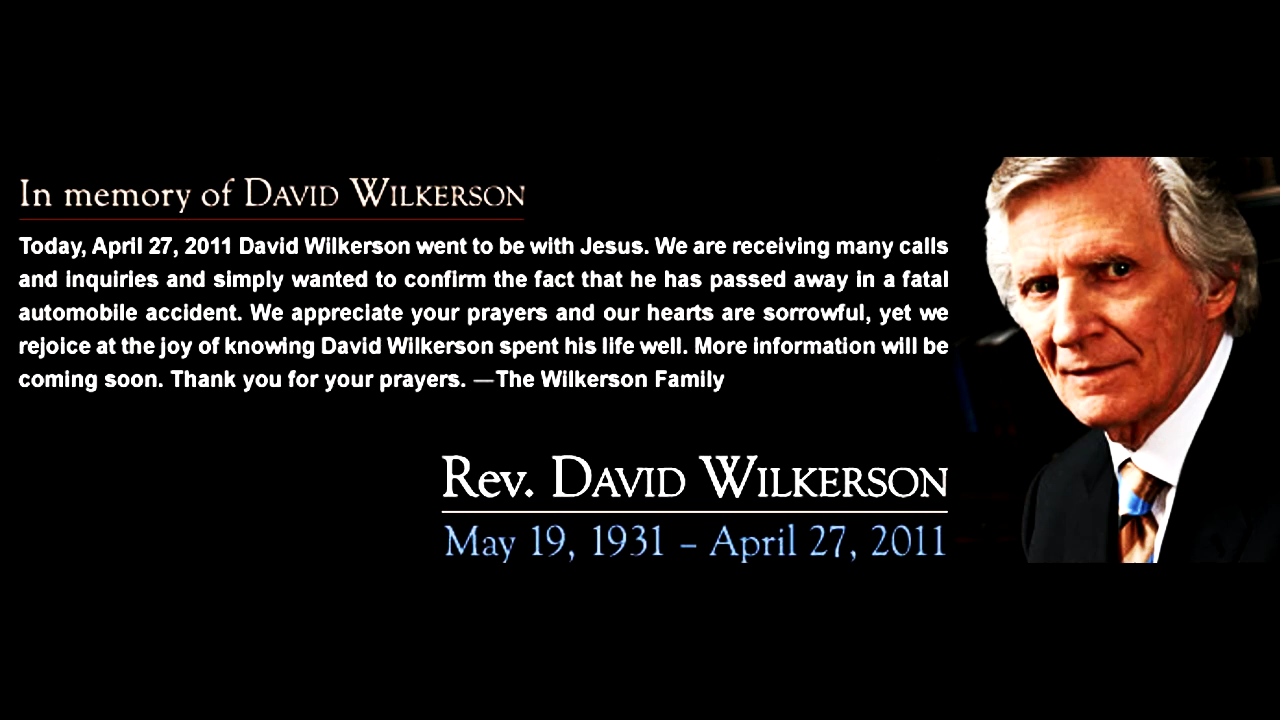 In memory of DAVID WILKERSON
Today, April 27, 2011 David Wilkerson went to be with Jesus. We are receiving many calls
and inquiries and simply wanted to confirm the fact that he has passed away in a fatal
automobile accident. We appreciate your prayers and our hearts are sorrowful, yet we
rejoice at the joy of knowing David Wilkerson spent his life well. More information will be
coming soon. Thank you for your prayers. —The Wilkerson Family
Rev. DAVID WILKERSON
May 19, 1931 – April 27, 2011